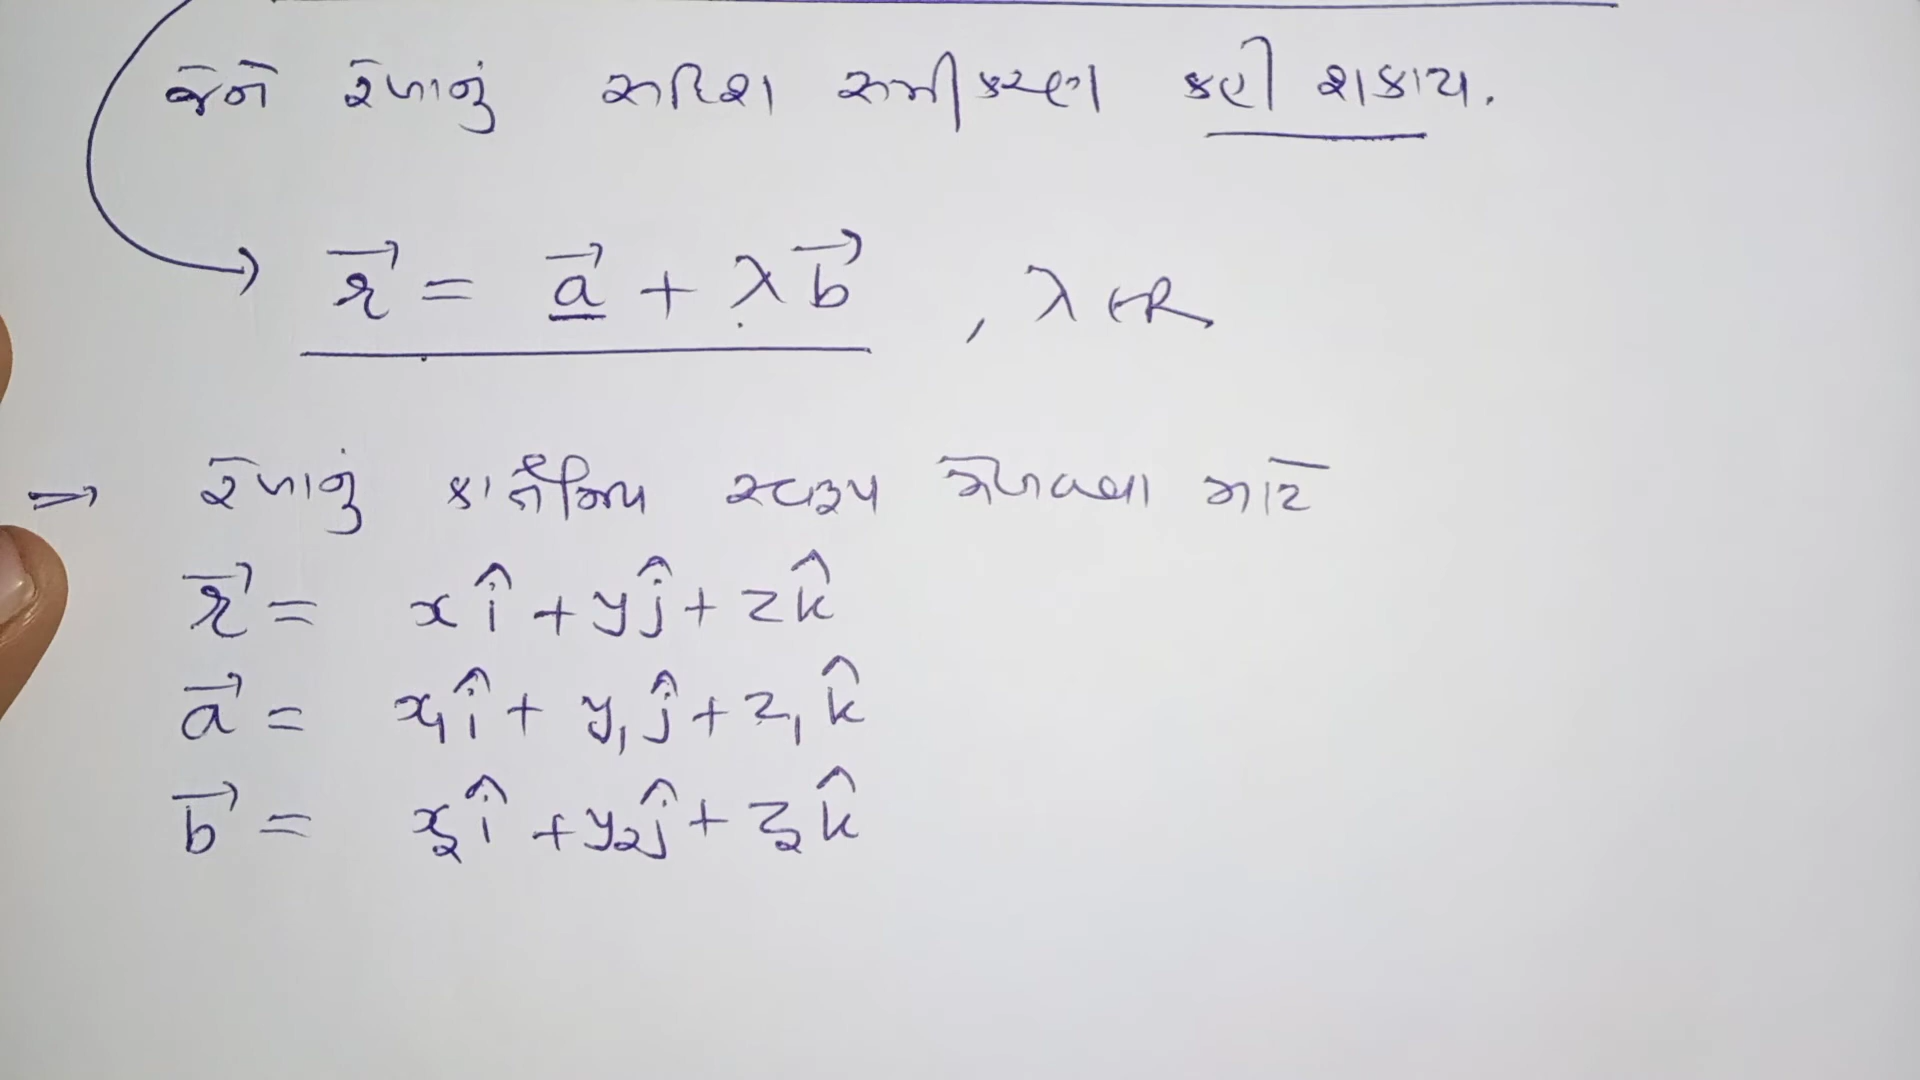 જેને રેખાનું સદિશ સમીકરણ કહી શકાય.
r⃗ = a⃗ + λb⃗ , λ ∈ R
⇒ રેખાનું કાર્તેઝિય સ્વરૂપ મેળવવા માટે
r⃗ = xî + yĵ + zk̂
a⃗ = x₁î + y₁ĵ + z₁k̂
b⃗ = x₂î + y₂ĵ + z₂k̂